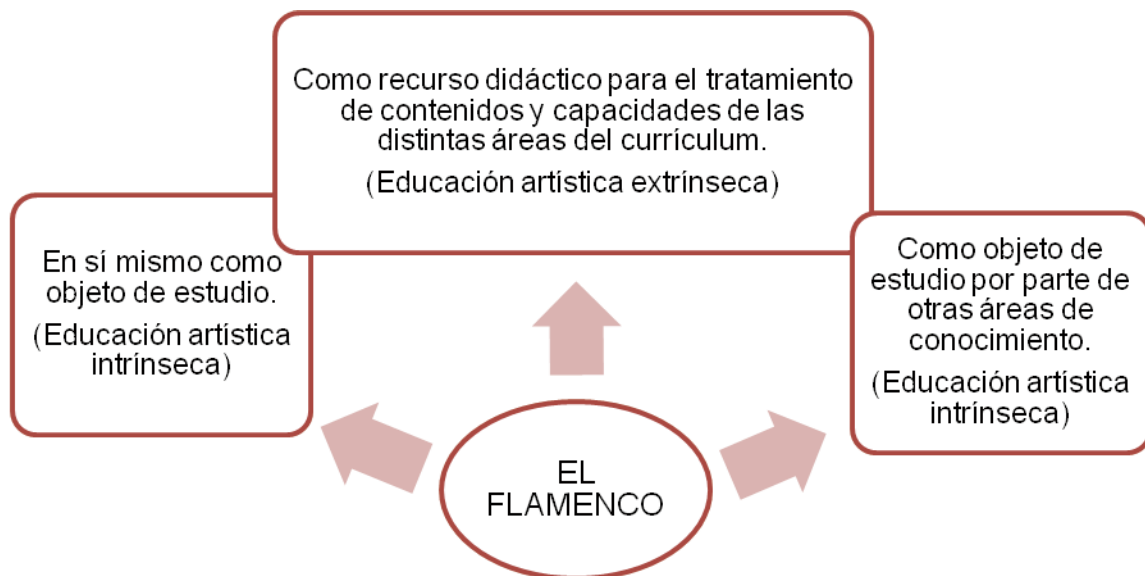 Como recurso didáctico para el tratamiento
de contenidos y capacidades de las
distintas áreas del currículum.
(Educación artística extrínseca)
En sí mismo como
objeto de estudio.
(Educación artística
intrínseca)
Como objeto de
estudio por parte de
otras áreas de
conocimiento.
(Educación artística
intrínseca)
EL
FLAMENCO